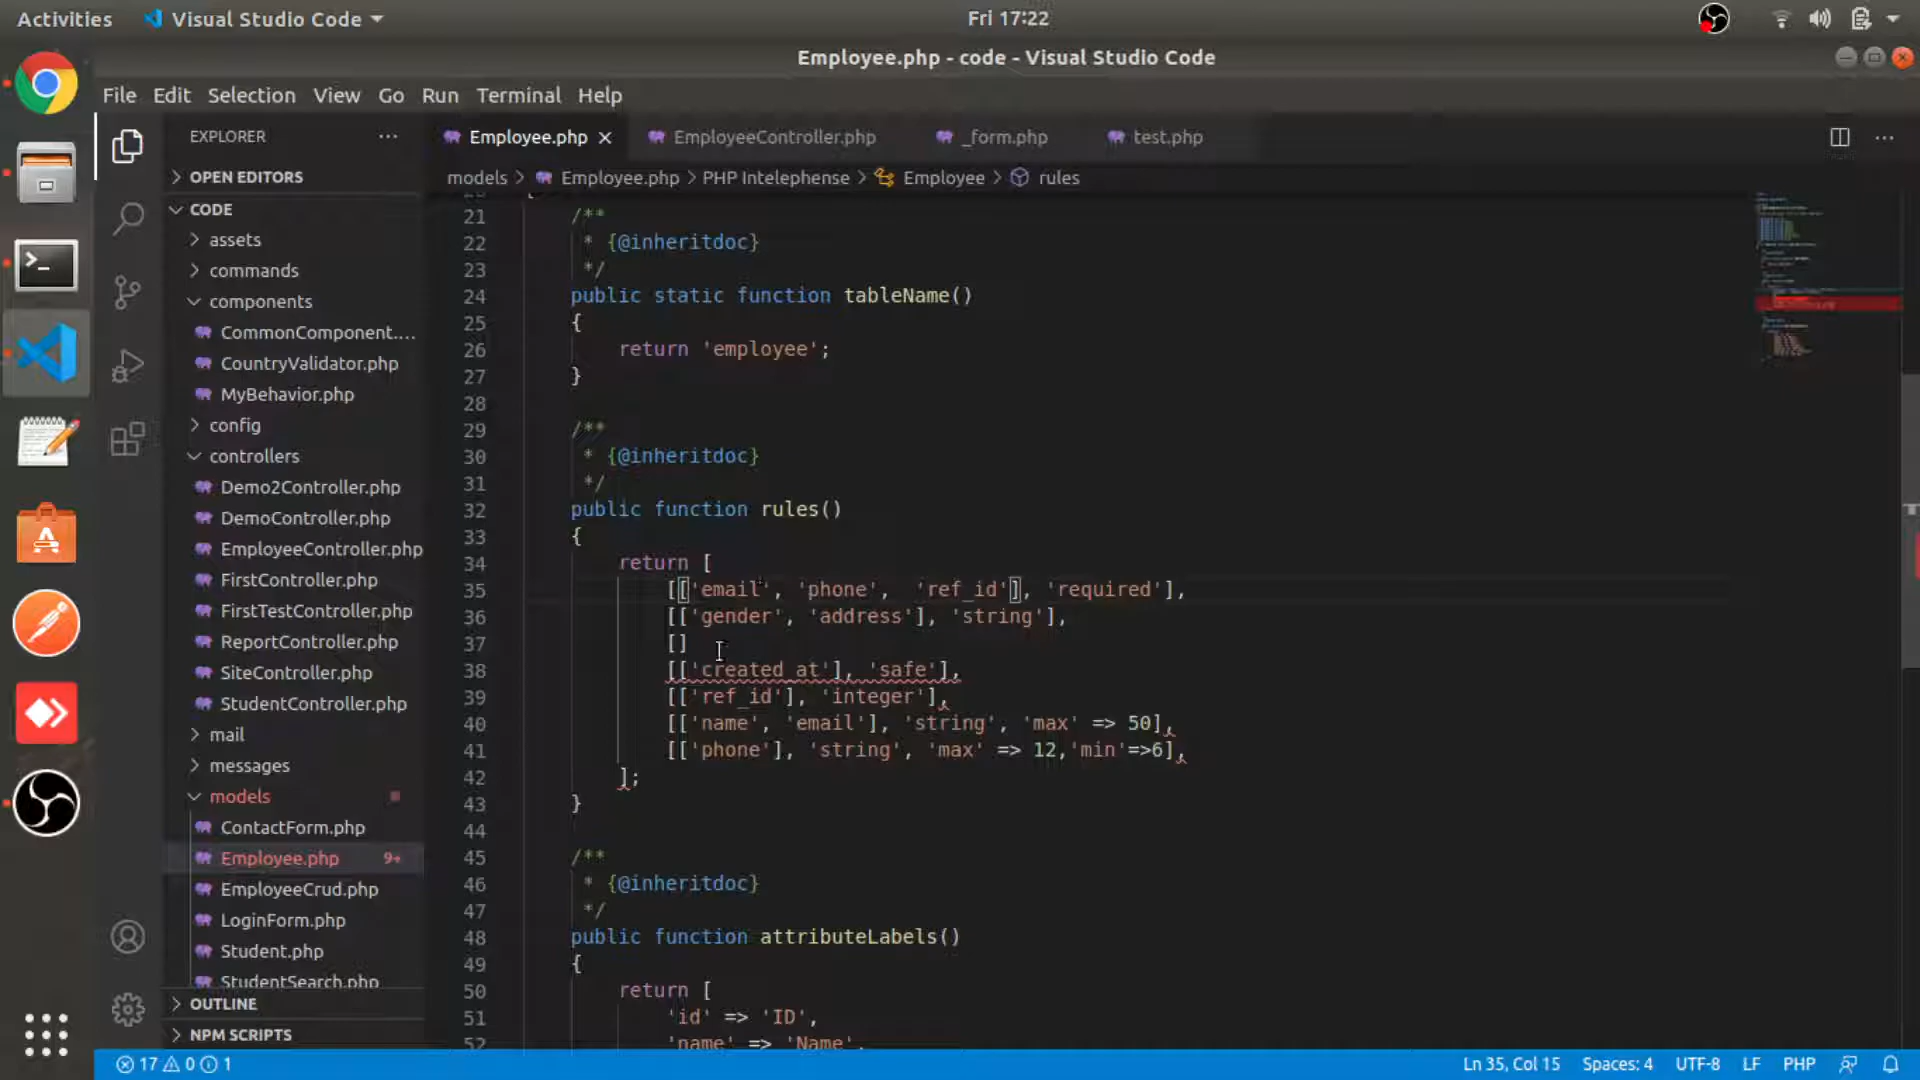 Activities Visual Studio Code Fri 17:22
Employee.php - code - Visual Studio Code
File Edit Selection View Go Run Terminal Help
EXPLORER ···
Employee.php EmployeeController.php _form.php test.php ···
OPEN EDITORS
models > Employee.php > PHP Intelephense > Employee > rules
CODE
assets
commands
components
CommonComponent....
CountryValidator.php
MyBehavior.php
config
controllers
Demo2Controller.php
DemoController.php
EmployeeController.php
FirstController.php
FirstTestController.php
ReportController.php
SiteController.php
StudentController.php
mail
messages
models
ContactForm.php
Employee.php 9+
EmployeeCrud.php
LoginForm.php
Student.php
StudentSearch.php
OUTLINE
NPM SCRIPTS
21 /**
22 * {@inheritdoc}
23 */
24 public static function tableName()
25 {
26 return 'employee';
27 }
28
29 /**
30 * {@inheritdoc}
31 */
32 public function rules()
33 {
34 return [
35 [['email', 'phone',  'ref_id'], 'required'],
36 [['gender', 'address'], 'string'],
37 []
38 [['created_at'], 'safe'],
39 [['ref_id'], 'integer'],
40 [['name', 'email'], 'string', 'max' => 50],
41 [['phone'], 'string', 'max' => 12,'min'=>6],
42 ];
43 }
44
45 /**
46 * {@inheritdoc}
47 */
48 public function attributeLabels()
49 {
50 return [
51 'id' => 'ID',
52 'name' => 'Name',
17 0 1 Ln 35, Col 15 Spaces: 4 UTF-8 LF PHP